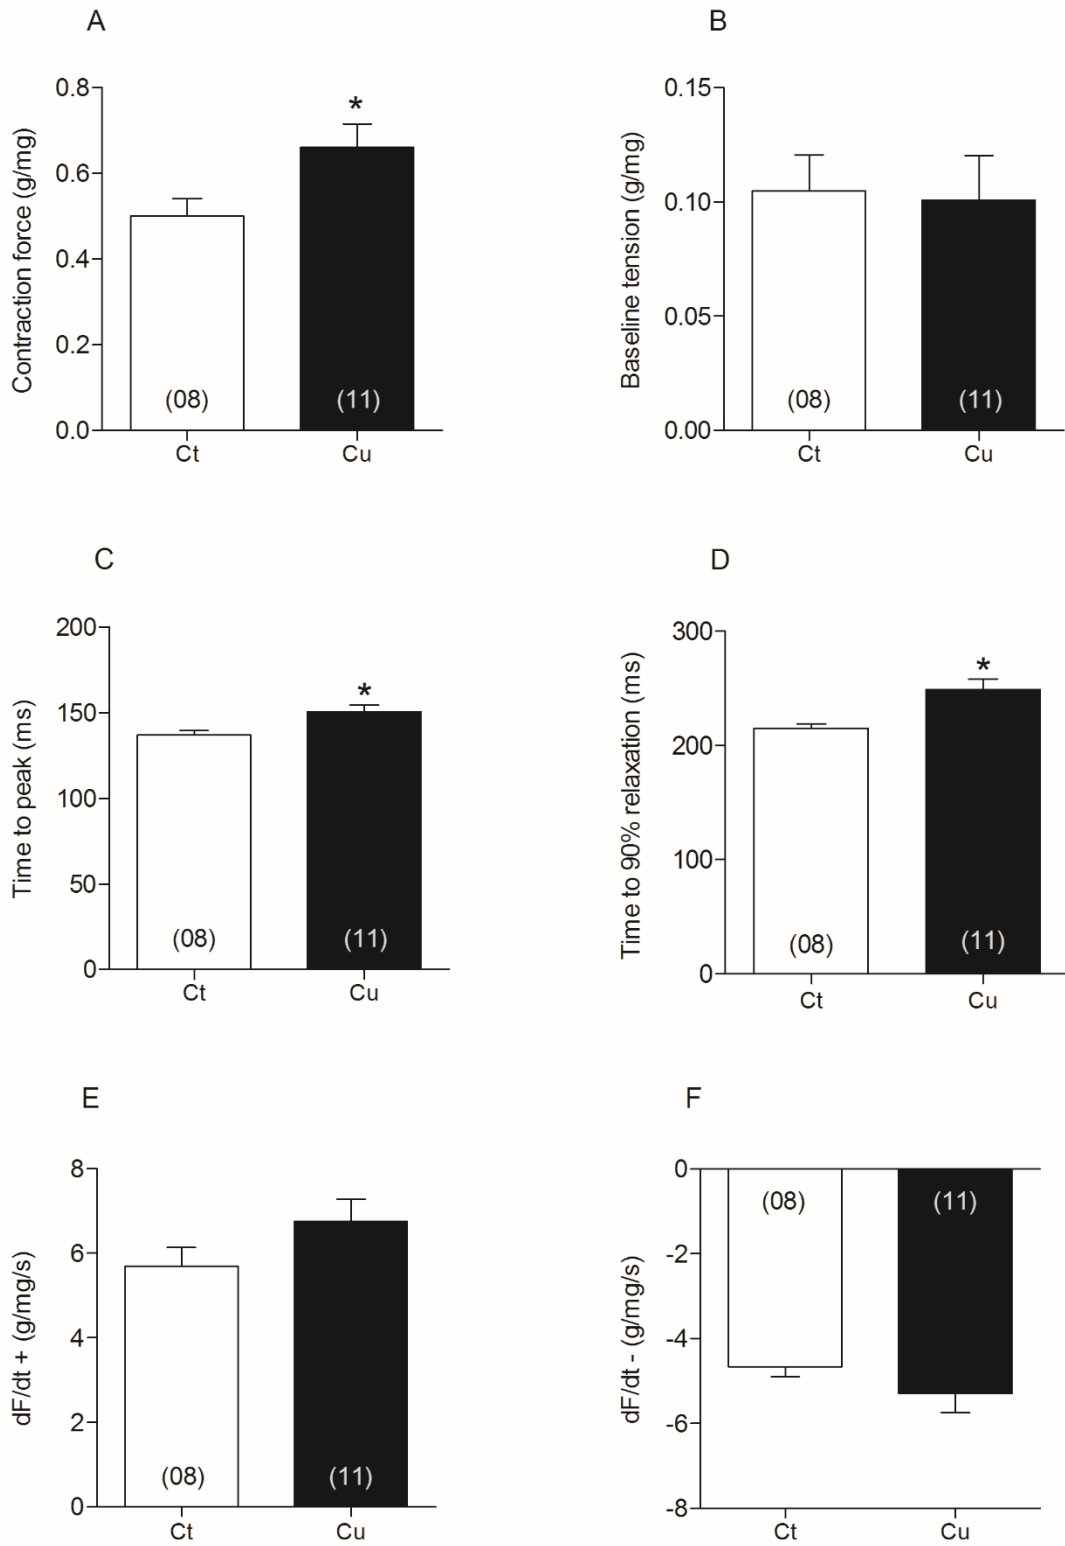 A
Contraction force (g/mg)
0.8
0.6
0.4
0.2
0.0
*
(08)
(11)
Ct
Cu
B
Baseline tension (g/mg)
0.15
0.10
0.05
0.00
(08)
(11)
Ct
Cu
C
Time to peak (ms)
200
150
100
50
0
*
(08)
(11)
Ct
Cu
D
Time to 90% relaxation (ms)
300
200
100
0
*
(08)
(11)
Ct
Cu
E
dF/dt + (g/mg/s)
8
6
4
2
0
(08)
(11)
Ct
Cu
F
dF/dt - (g/mg/s)
0
-2
-4
-6
-8
(08)
(11)
Ct
Cu